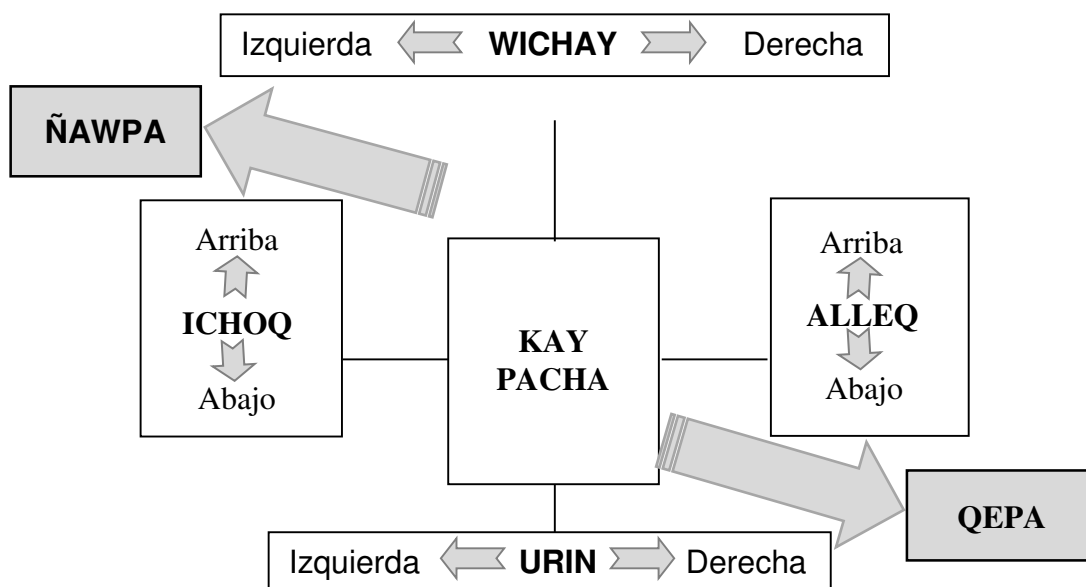 Izquierda WICHAY Derecha
ÑAWPA
Arriba
ICHOQ
Abajo
KAY
PACHA
Arriba
ALLEQ
Abajo
QEPA
Izquierda URIN Derecha